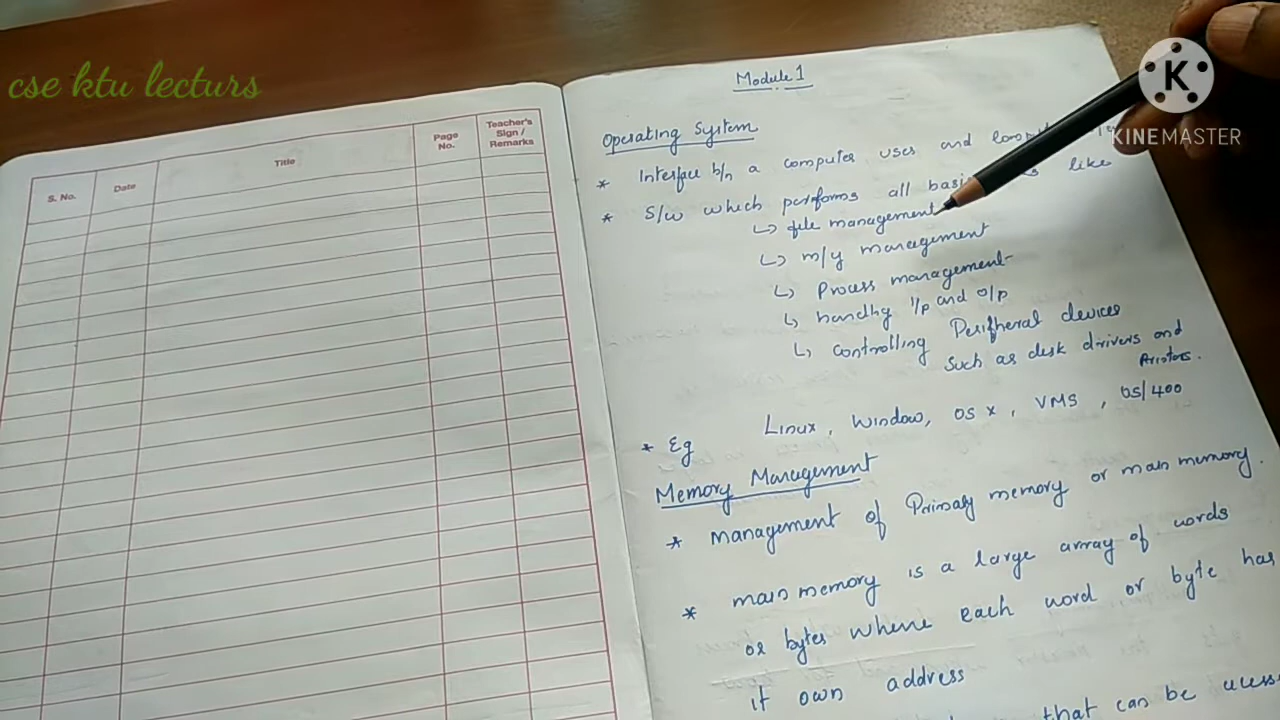 cse ktu lecturs
KINEMASTER
S. No.
Date
Title
Page No.
Teacher's Sign / Remarks
Module 1
Operating System
* Interface b/n a computer user and
* S/w which performs all like
↳ file management
↳ m/y management
↳ Process management
↳ handling i/p and o/p
↳ controlling Peripheral devices
such as desk drivers and
* Eg Linux, Window, OS X, VMS, OS/400
Memory Management
* Management of Primary memory or main memory.
* main memory is a large array of words
or bytes where each word or byte has
it own address
that can be